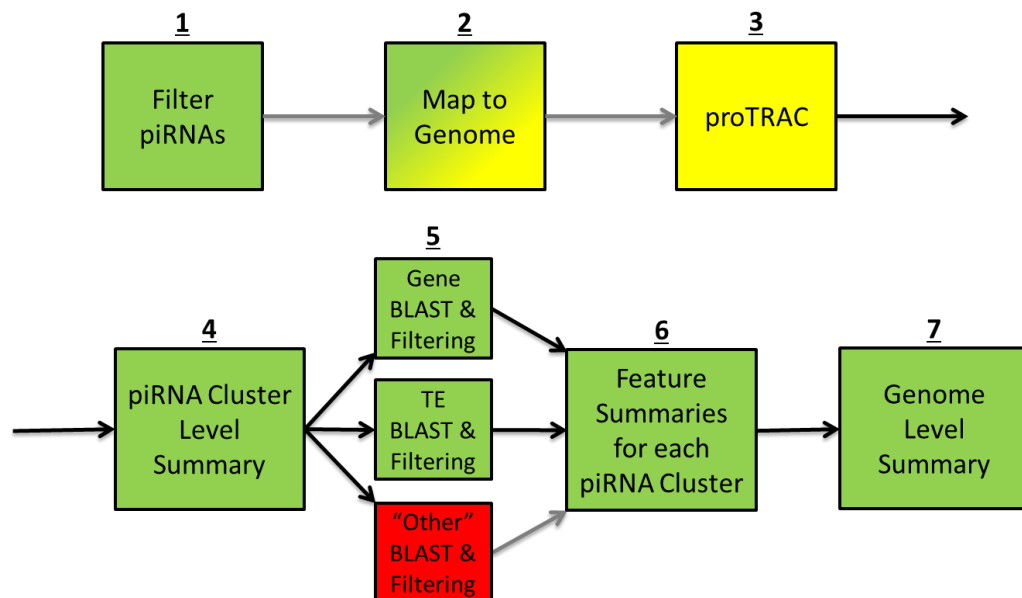 1
2
3
Filter
piRNAs
Map to
Genome
proTRAC
4
piRNA Cluster
Level
Summary
5
Gene
BLAST &
Filtering
TE
BLAST &
Filtering
“Other”
BLAST &
Filtering
6
Feature
Summaries
for each
piRNA Cluster
7
Genome
Level
Summary